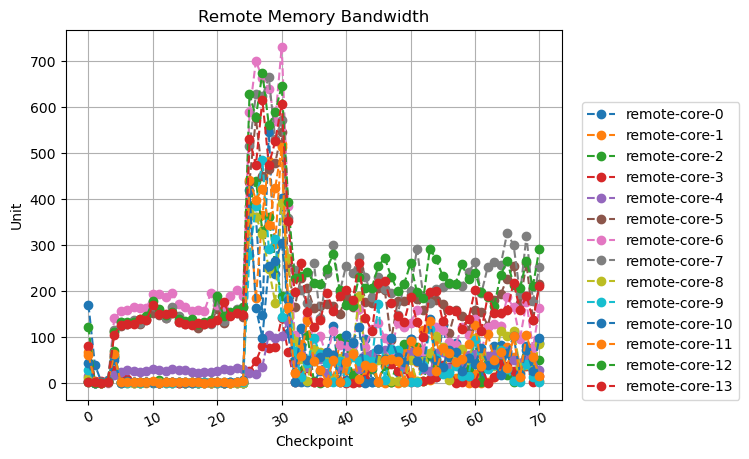 Remote Memory Bandwidth
Unit
700
600
500
400
300
200
100
0
0
10
20
30
40
50
60
70
Checkpoint
remote-core-0
remote-core-1
remote-core-2
remote-core-3
remote-core-4
remote-core-5
remote-core-6
remote-core-7
remote-core-8
remote-core-9
remote-core-10
remote-core-11
remote-core-12
remote-core-13